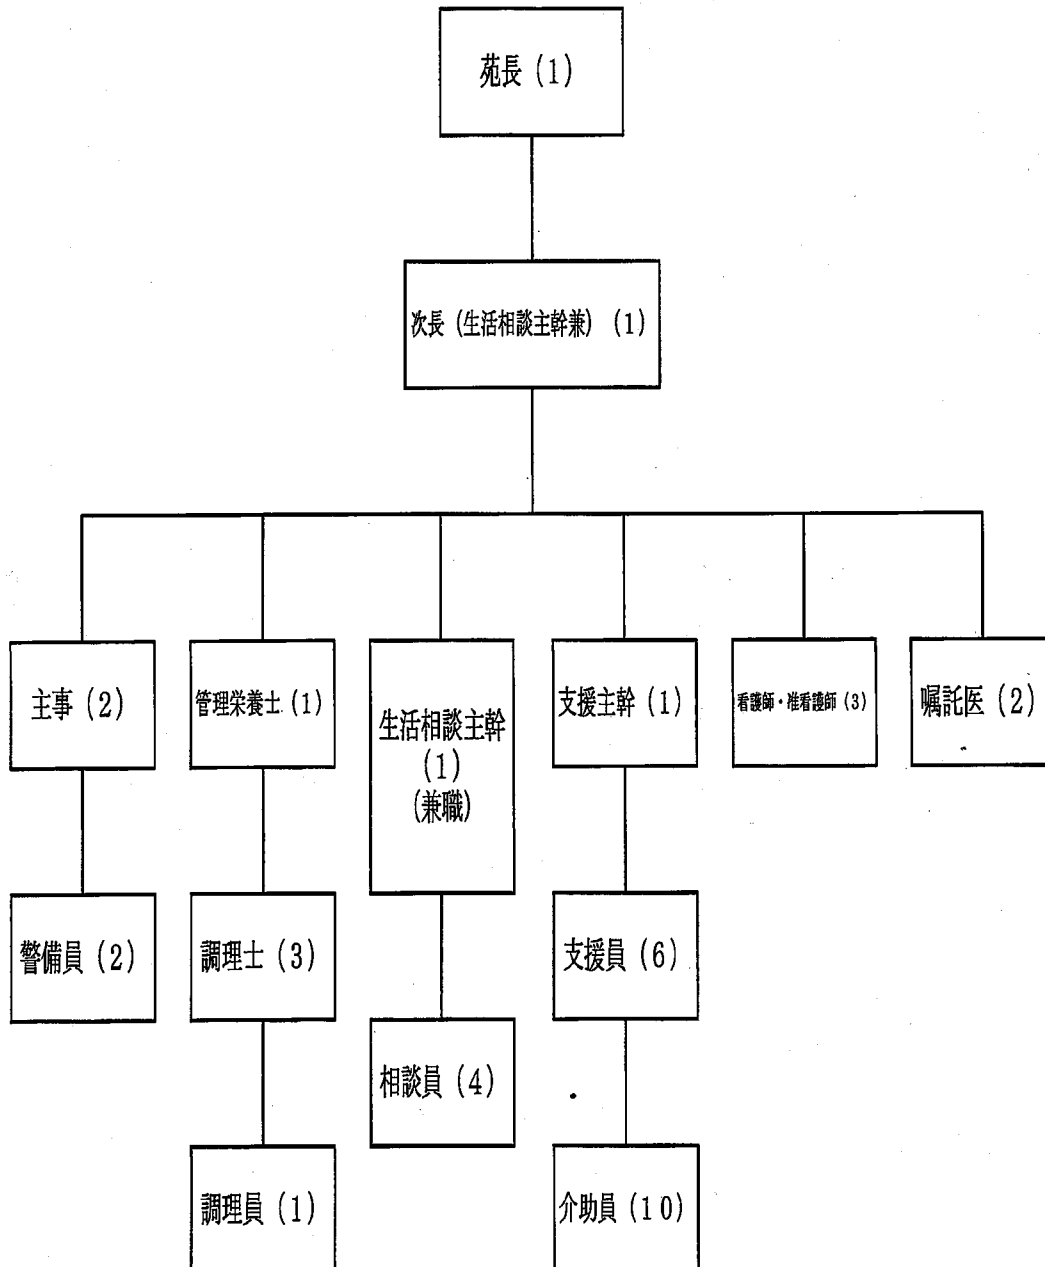 苑長（1）
次長（生活相談主幹兼）（1）
主事（2）
管理栄養士（1）
生活相談主幹
（1）
（兼職）
支援主幹（1）
看護師・准看護師（3）
嘱託医（2）
警備員（2）
調理士（3）
支援員（6）
相談員（4）
調理員（1）
介助員（10）